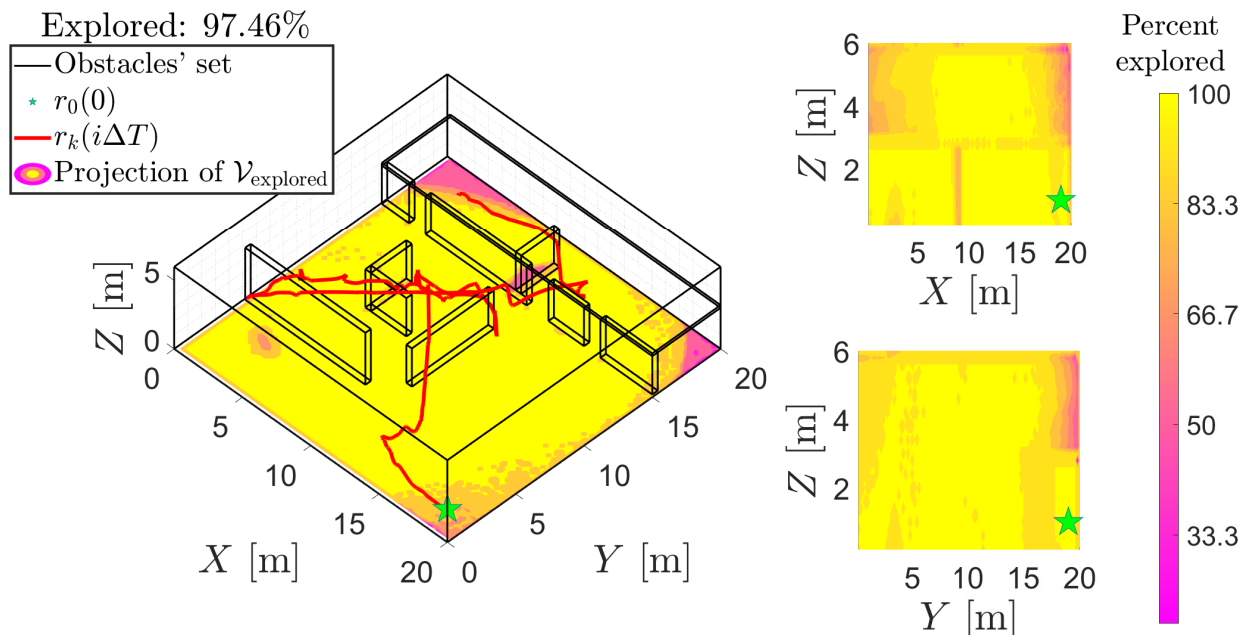 Explored: 97.46%
Obstacles' set
r₀(0)
r_k(iΔT)
Projection of 𝒱_explored
Z [m]
5
0
0
5
10
15
20
X [m]
0
5
10
15
20
Y [m]
6
4
2
Z [m]
5
10
15
20
X [m]
6
4
2
Z [m]
5
10
15
20
Y [m]
Percent
explored
100
83.3
66.7
50
33.3